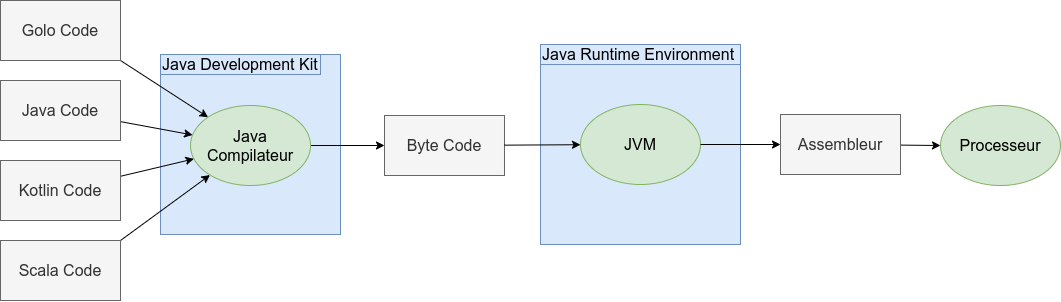 Golo Code
Java Code
Kotlin Code
Scala Code
Java Development Kit
Java
Compilateur
Byte Code
Java Runtime Environment
JVM
Assembleur
Processeur